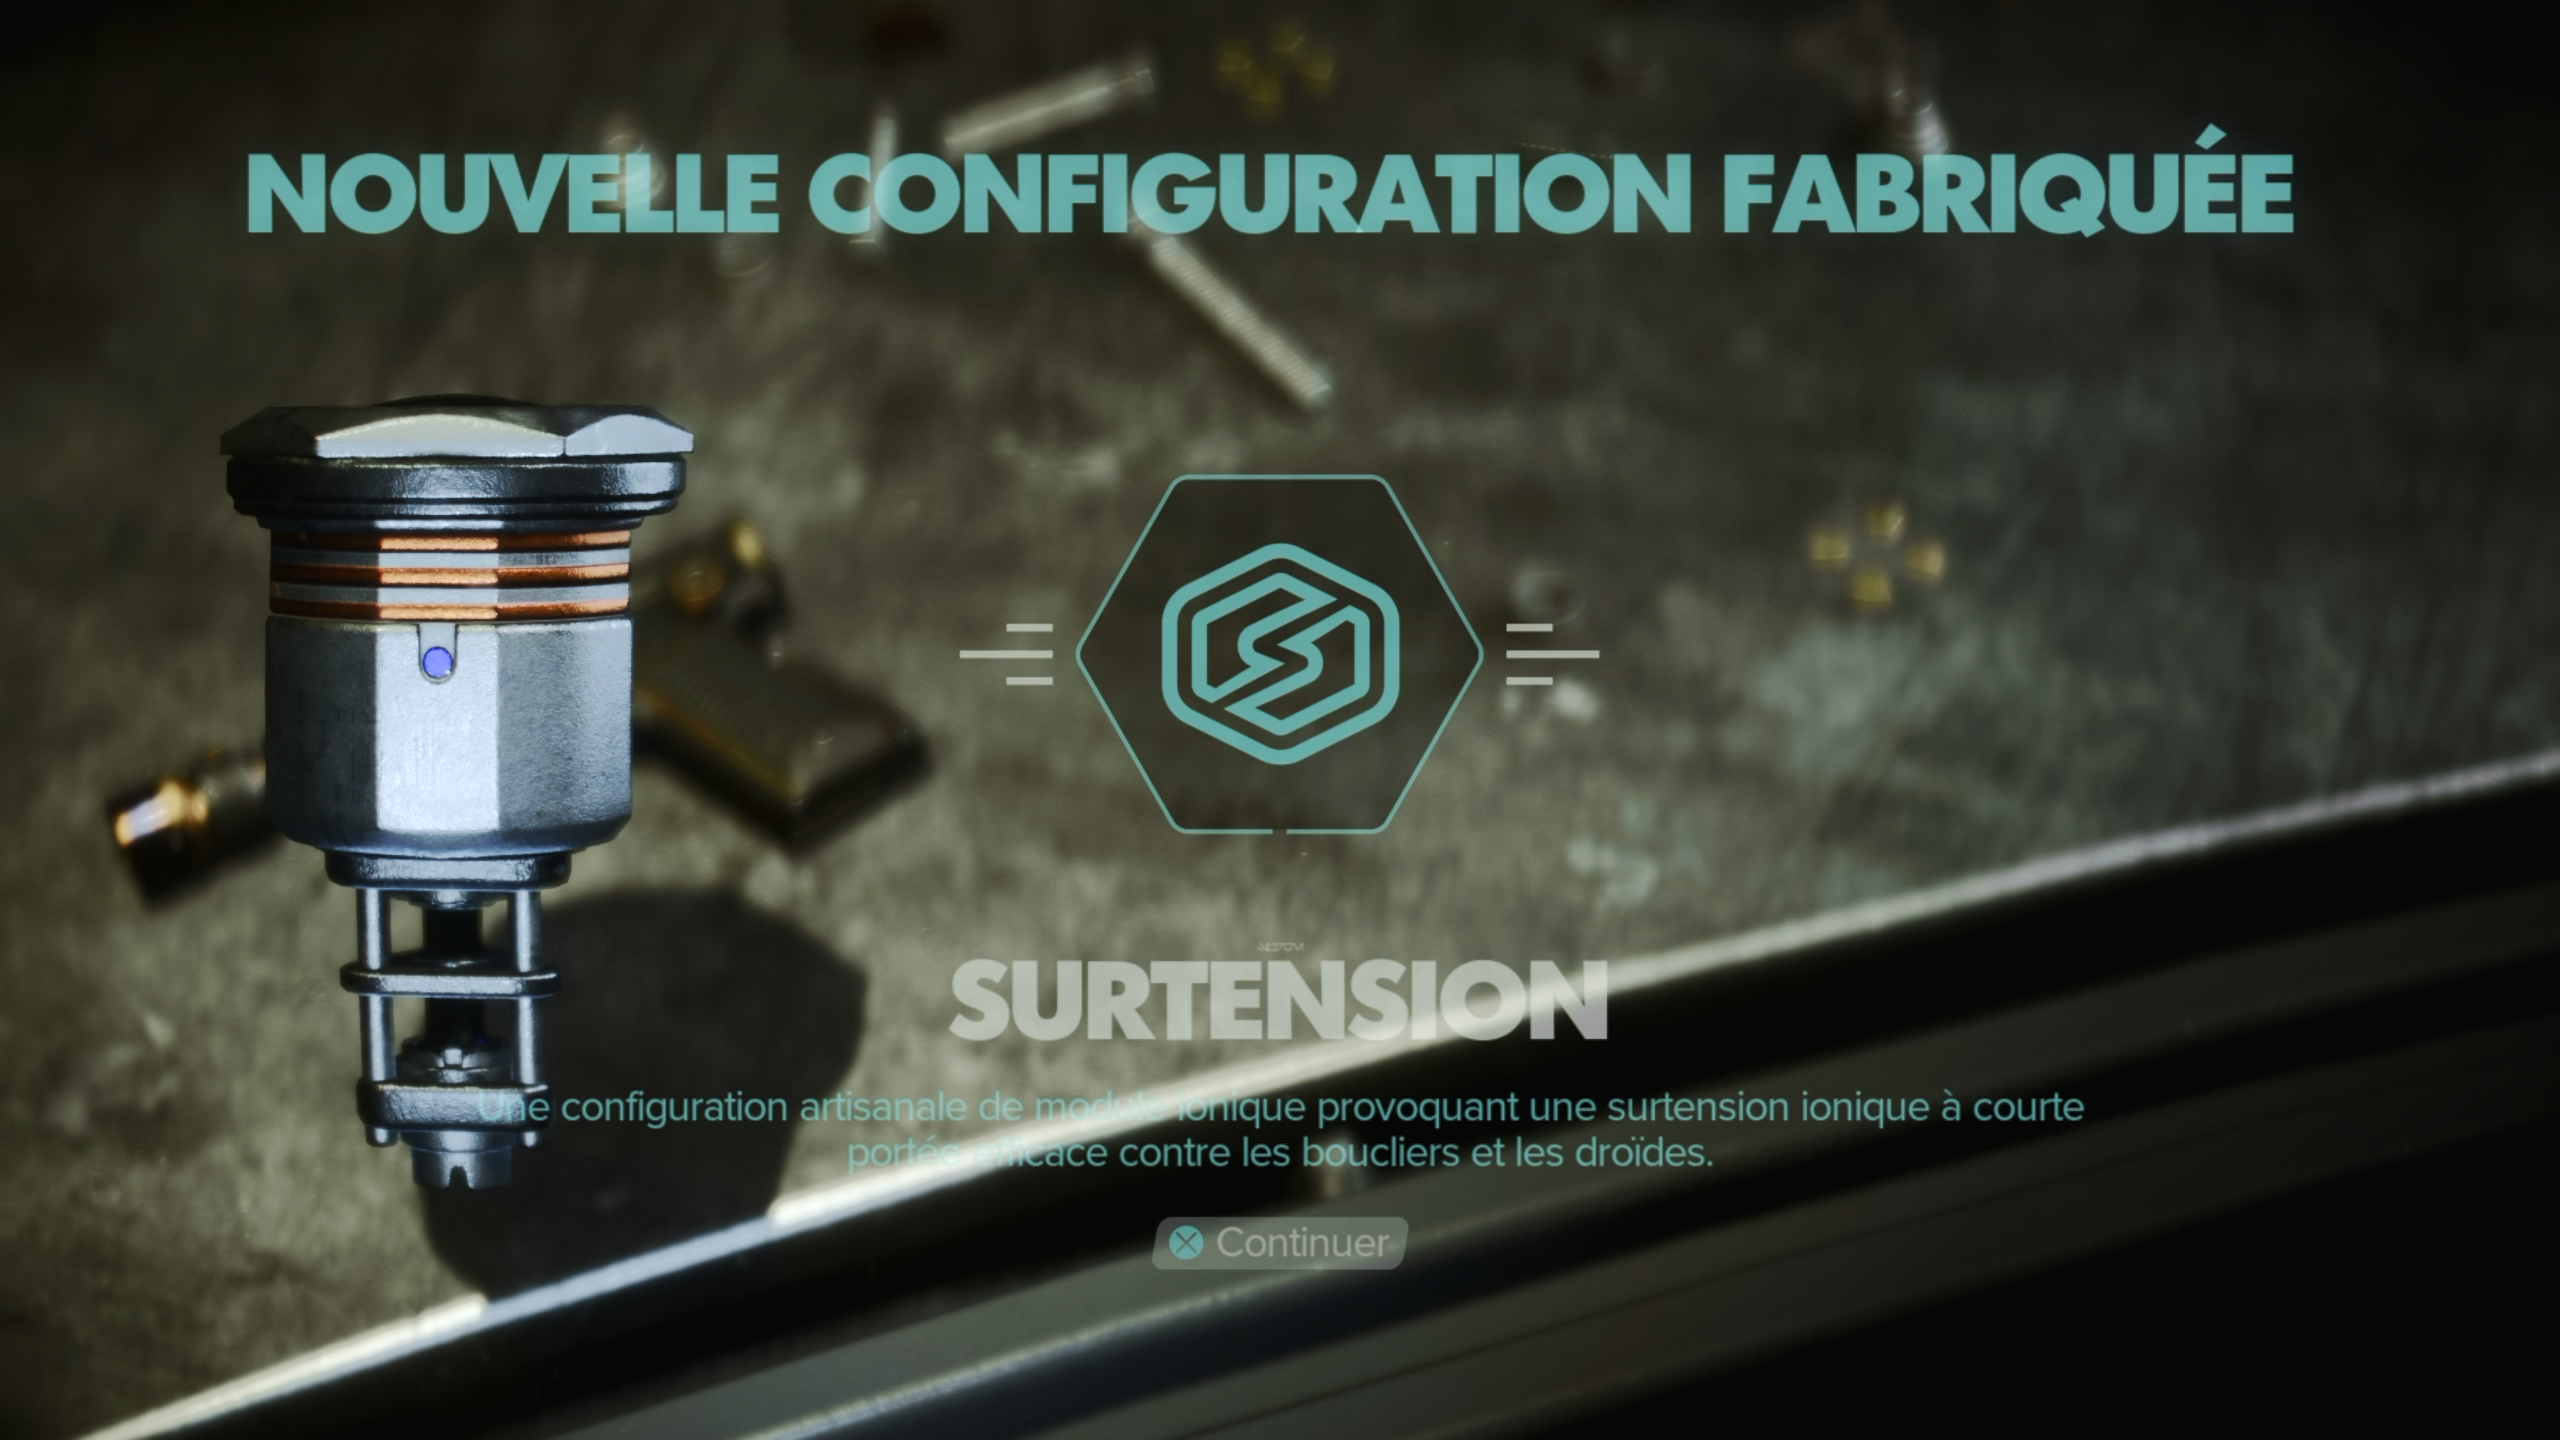 NOUVELLE CONFIGURATION FABRIQUÉE
SURTENSION
Une configuration artisanale de module ionique provoquant une surtension ionique à courte
portée efficace contre les boucliers et les droïdes.
Continuer